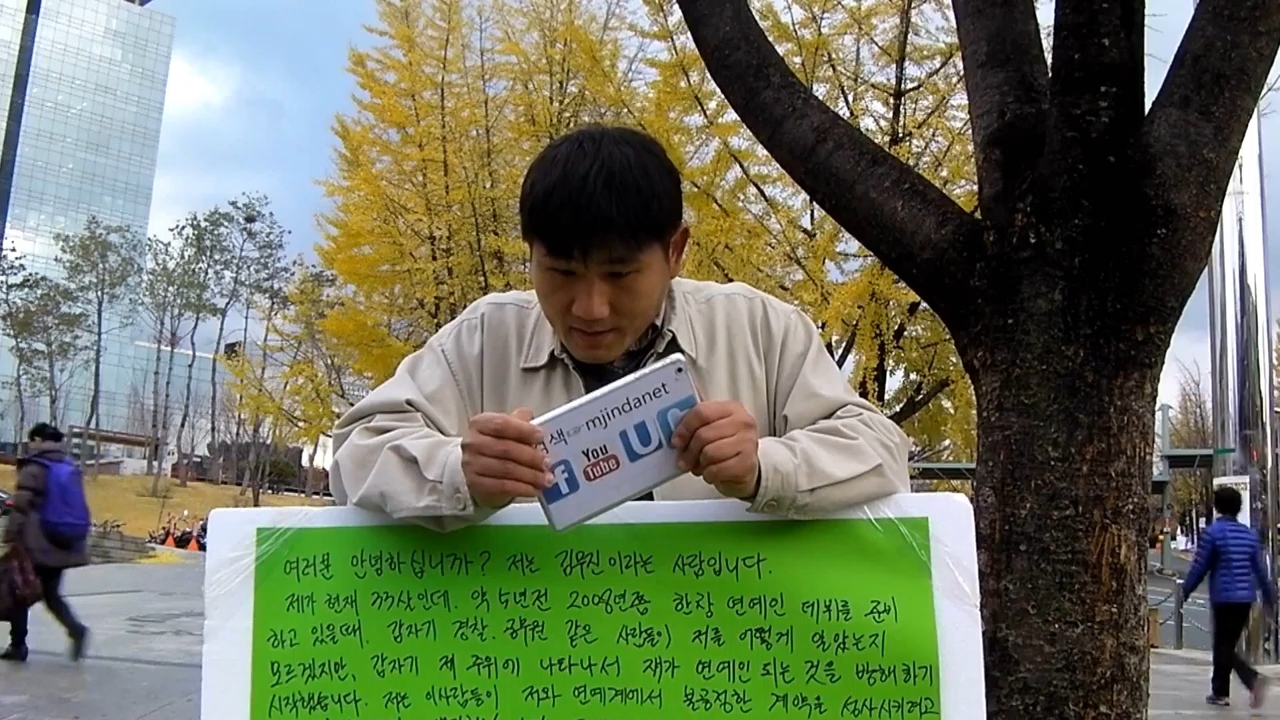 색☞mjindanet
f You Tube U
여러분 안녕하십니까? 저는 김무진이라는 사람입니다.
제가 현재 33살인데. 약 5년전 2008년쯤 한창 연예인 데뷔를 준비
하고 있을때. 갑자기 경찰. 공무원 같은 사람들이 저를 어떻게 알았는지
모르겠지만, 갑자기 제 주위에 나타나서 제가 연예인 되는 것을 방해하기
시작했습니다. 저는 이사람들이 저와 연예계에서 불공정한 계약을 성사시키려고